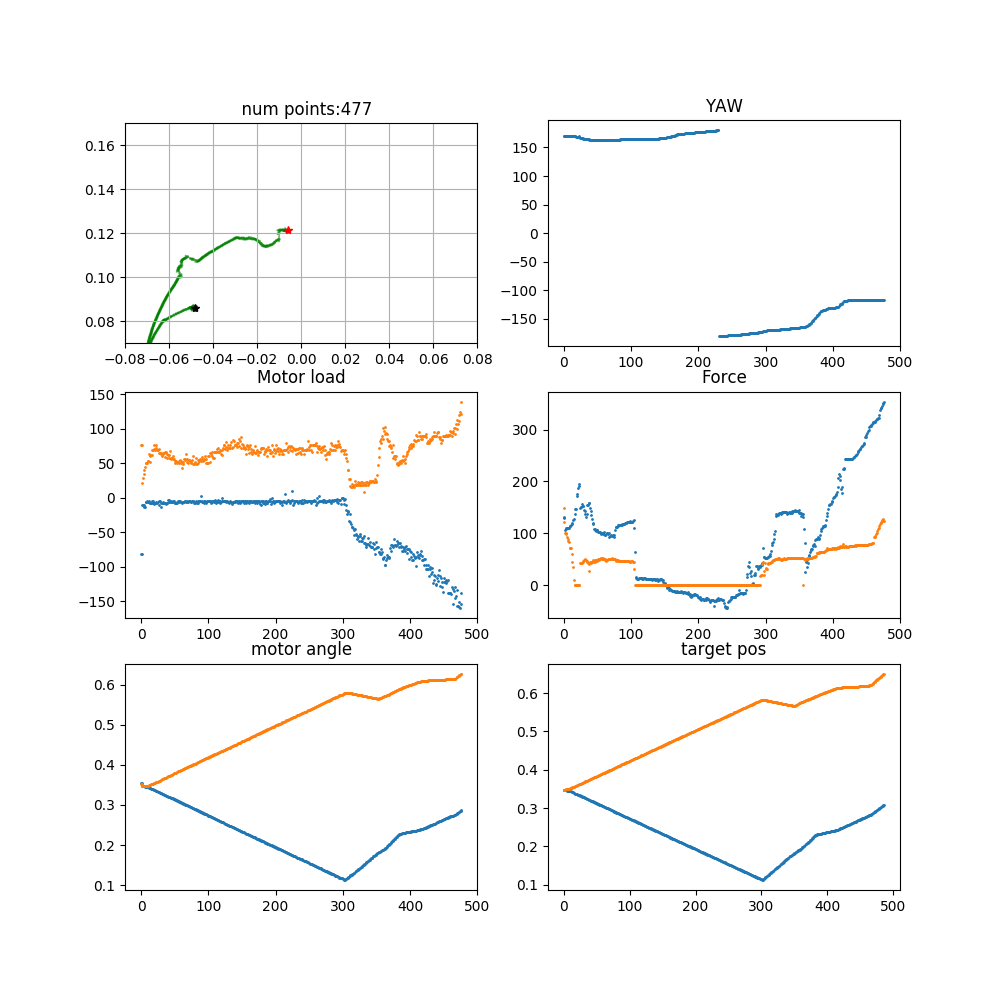 num points:477
0.16
0.14
0.12
0.10
0.08
−0.08 −0.06 −0.04 −0.02 0.00 0.02 0.04 0.06 0.08
YAW
150
100
50
0
−50
−100
−150
0 100 200 300 400 500
Motor load
150
100
50
0
−50
−100
−150
0 100 200 300 400 500
Force
300
200
100
0
0 100 200 300 400 500
motor angle
0.6
0.5
0.4
0.3
0.2
0.1
0 100 200 300 400 500
target pos
0.6
0.5
0.4
0.3
0.2
0.1
0 100 200 300 400 500